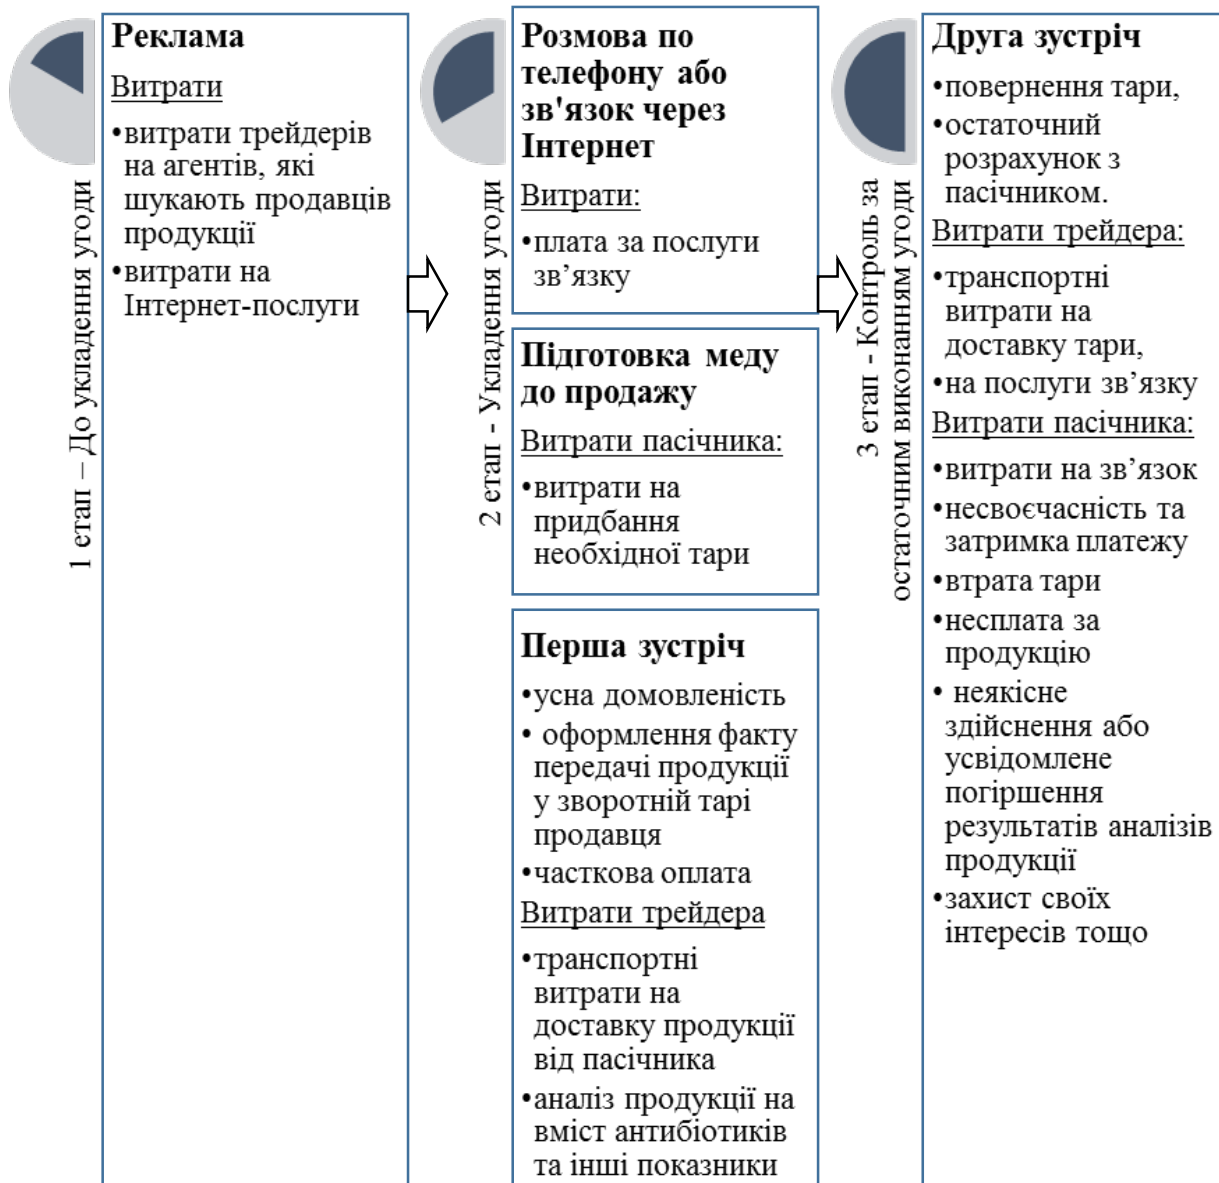 1 етап – До укладення угоди
Реклама
Витрати
•витрати трейдерів
на агентів, які
шукають продавців
продукції
•витрати на
Інтернет-послуги
2 етап - Укладення угоди
Розмова по
телефону або
зв'язок через
Інтернет
Витрати:
•плата за послуги
зв’язку
Підготовка меду
до продажу
Витрати пасічника:
•витрати на
придбання
необхідної тари
Перша зустріч
•усна домовленість
• оформлення факту
передачі продукції
у зворотній тарі
продавця
•часткова оплата
Витрати трейдера
•транспортні
витрати на
доставку продукції
від пасічника
•аналіз продукції на
вміст антибіотиків
та інші показники
3 етап - Контроль за
остаточним виконанням угоди
Друга зустріч
•повернення тари,
•остаточний
розрахунок з
пасічником.
Витрати трейдера:
•транспортні
витрати на
доставку тари,
•на послуги зв’язку
Витрати пасічника:
•витрати на зв’язок
•несвоєчасність та
затримка платежу
•втрата тари
•несплата за
продукцію
• неякісне
здійснення або
усвідомлене
погіршення
результатів аналізів
продукції
•захист своїх
інтересів тощо